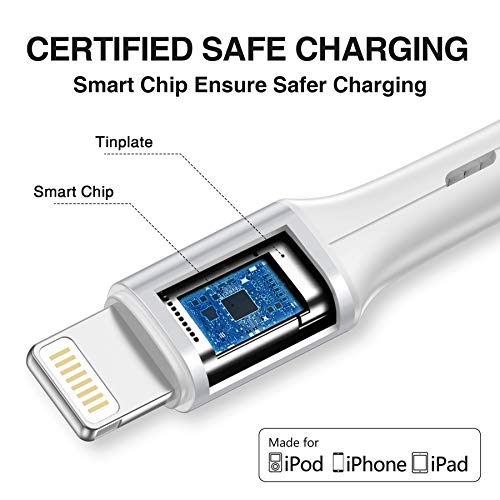 CERTIFIED SAFE CHARGING
Smart Chip Ensure Safer Charging
Tinplate
Smart Chip
Made for
iPod iPhone iPad